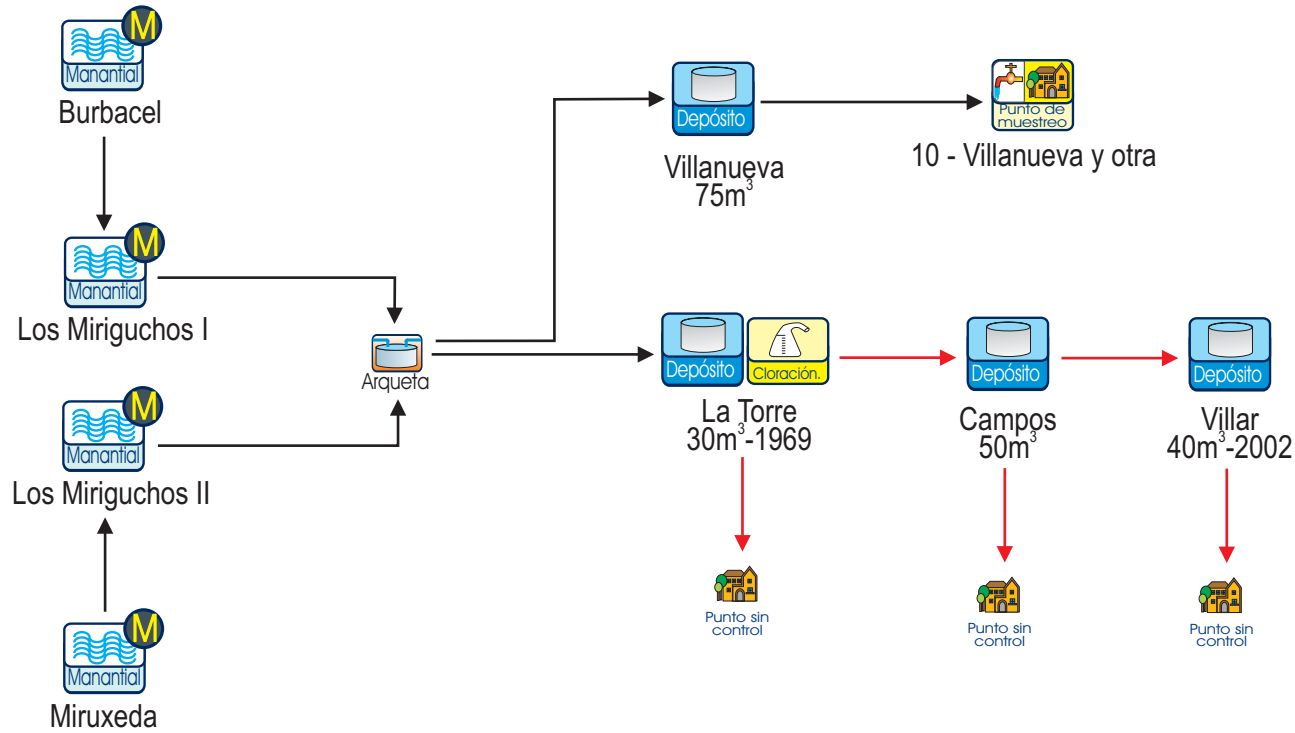 M
Manantial
Burbacel
M
Manantial
Los Miriguchos I
M
Manantial
Los Miriguchos II
M
Manantial
Miruxeda
Arqueta
Depósito
Villanueva
75m³
Punto de
muestreo
10 - Villanueva y otra
Depósito
Cloración.
La Torre
30m³-1969
Depósito
Campos
50m³
Depósito
Villar
40m³-2002
Punto sin
control
Punto sin
control
Punto sin
control